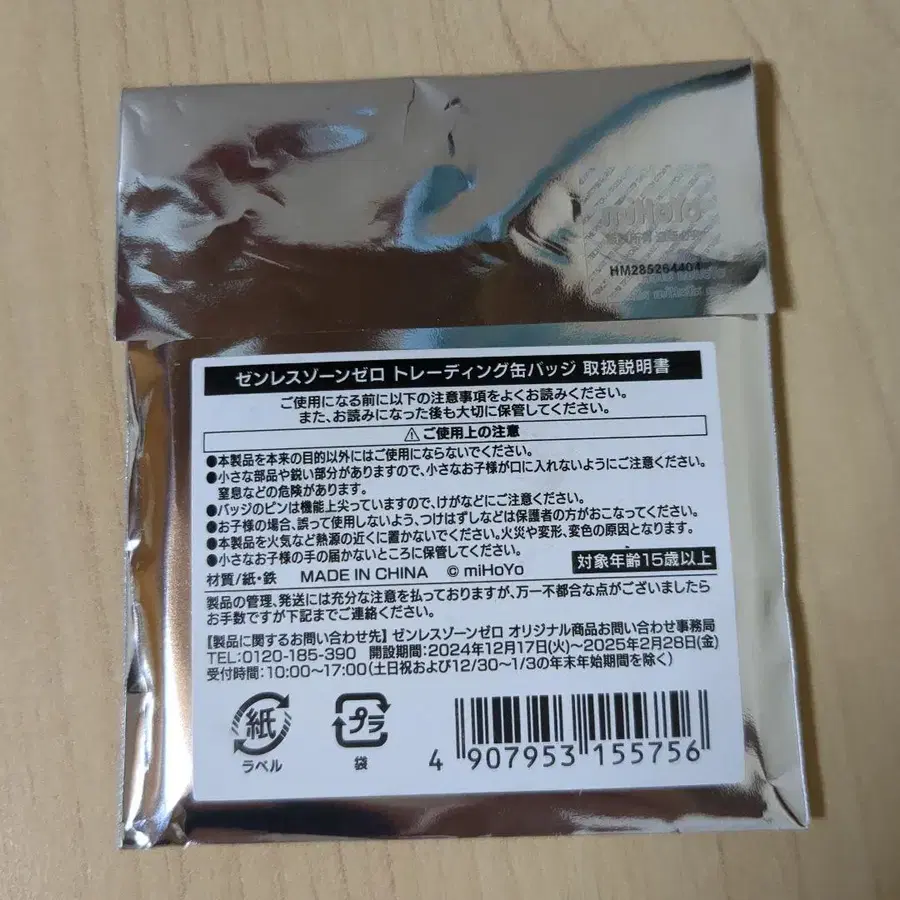 miHoYo
HM285264404
ゼンレスゾーンゼロ トレーディング缶バッジ 取扱説明書
ご使用になる前に以下の注意事項をよくお読みください。
また、お読みになった後も大切に保管してください。
⚠ご使用上の注意
●本製品を本来の目的以外にはご使用にならないでください。
●小さな部品や鋭い部分がありますので、小さなお子様が口に入れないようにご注意ください。
窒息などの危険があります。
●バッジのピンは機能上尖っていますので、けがなどにご注意ください。
●お子様の場合、誤って使用しないよう、つけはずしなどは保護者の方がおこなってください。
●本製品を火気など熱源の近くに置かないでください。火災や変形、変色の原因となります。
●小さなお子様の手の届かないところに保管してください。
対象年齢15歳以上
材質/紙・鉄 MADE IN CHINA © miHoYo
製品の管理、発送には充分な注意を払っておりますが、万一不都合な点がございましたら
お手数ですが下記までご連絡ください。
【製品に関するお問い合わせ先】ゼンレスゾーンゼロ オリジナル商品お問い合わせ事務局
TEL:0120-185-390 開設期間:2024年12月17日(火)〜2025年2月28日(金)
受付時間:10:00〜17:00(土日祝および12/30〜1/3の年末年始期間を除く)
紙
ラベル
プラ
袋
4 907953 155756